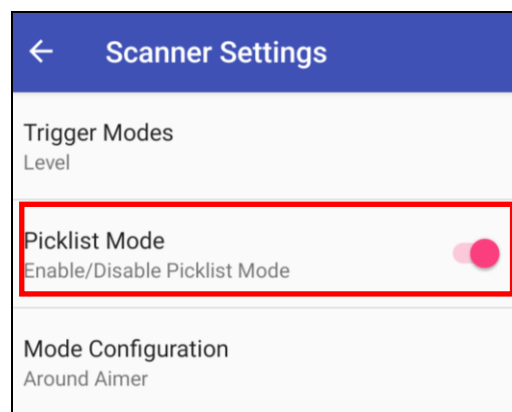 Scanner Settings
Trigger Modes
Level
Picklist Mode
Enable/Disable Picklist Mode
Mode Configuration
Around Aimer